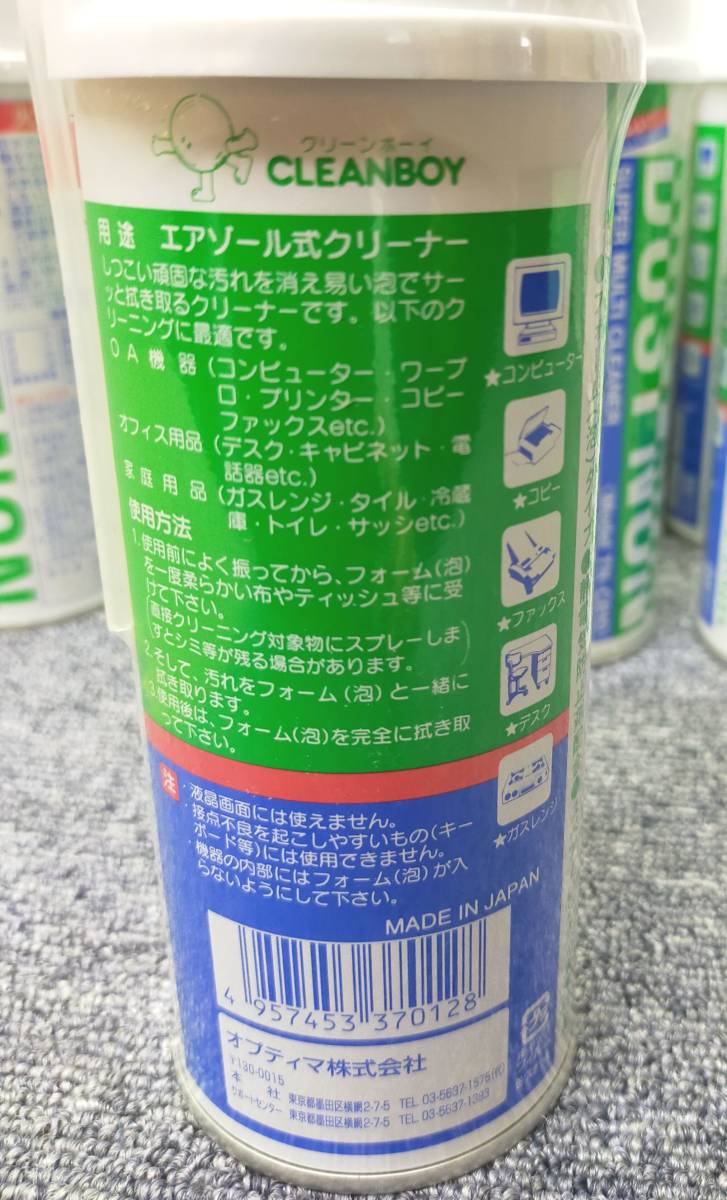 クリーンボーイ
CLEANBOY
用途 エアゾール式クリーナー
しつこい頑固な汚れを消え易い泡でサー
ッと拭き取るクリーナーです。以下のク
リーニングに最適です。
OA機器(コンピューター・ワープ
ロ・プリンター・コピー
ファックスetc.)
オフィス用品(デスク・キャビネット・電
話器etc.)
家庭用品(ガスレンジ・タイル・冷蔵
庫・トイレ・サッシetc.)
★コンピューター
★コピー
★ファックス
★デスク
★ガスレンジ
使用方法
1.使用前によく振ってから、フォーム(泡)
を一度柔らかい布やティッシュ等に受
けて下さい。
(直接クリーニング対象物にスプレーしま
すとシミ等が残る場合があります。)
2.そして、汚れをフォーム(泡)と一緒に
拭き取ります。
3.使用後は、フォーム(泡)を完全に拭き取
って下さい。
注
・液晶画面には使えません。
・接点不良を起こしやすいもの(キー
ボード等)には使用できません。
・機器の内部にはフォーム(泡)が入
らないようにして下さい。
MADE IN JAPAN
4 957453 370128
オプティマ株式会社
〒130-0015
本社 東京都墨田区横網2-7-5 TEL 03-5637-1575(代)
サポートセンター 東京都墨田区横網2-7-5 TEL 03-5637-1383
SUPER MULTI CLEANER
DUSTNON